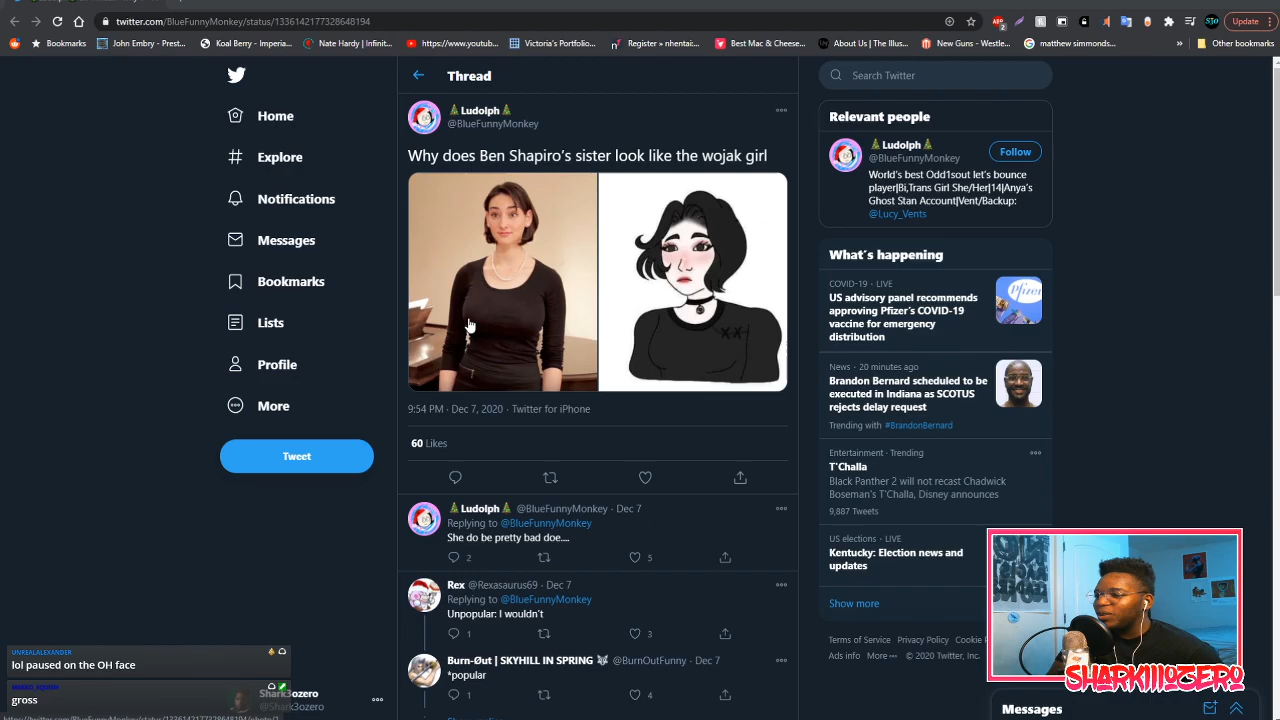 twitter.com/BlueFunnyMonkey/status/1336142177328648194
Update
Bookmarks
John Embry - Prest...
Koal Berry - Imperia...
Nate Hardy | Infinit...
https://www.youtub...
Victoria's Portfolio...
Register » nhentai...
Best Mac & Cheese...
About Us | The Illus...
New Guns - Westle...
matthew simmonds...
»
Other bookmarks
Home
Explore
Notifications
Messages
Bookmarks
Lists
Profile
More
Tweet
Thread
Ludolph
@BlueFunnyMonkey
Why does Ben Shapiro's sister look like the wojak girl
9:54 PM · Dec 7, 2020 · Twitter for iPhone
60 Likes
Ludolph @BlueFunnyMonkey · Dec 7
Replying to @BlueFunnyMonkey
She do be pretty bad doe....
2
5
Rex @Rexasaurus69 · Dec 7
Replying to @BlueFunnyMonkey
Unpopular: I wouldn't
1
3
Burn-Øut | SKYHILL IN SPRING @BurnOutFunny · Dec 7
*popular
1
4
Search Twitter
Relevant people
Ludolph
@BlueFunnyMonkey
Follow
World's best Odd1sout let's bounce
player|Bi,Trans Girl She/Her|14|Anya's
Ghost Stan Account|Vent/Backup:
@Lucy_Vents
What's happening
COVID-19 · LIVE
US advisory panel recommends
approving Pfizer's COVID-19
vaccine for emergency
distribution
Pfizer
News · 20 minutes ago
Brandon Bernard scheduled to be
executed in Indiana as SCOTUS
rejects delay request
Trending with #BrandonBernard
Entertainment · Trending
T'Challa
Black Panther 2 will not recast Chadwick
Boseman's T'Challa, Disney announces
9,887 Tweets
US elections · LIVE
Kentucky: Election news and
updates
Show more
Terms of Service Privacy Policy Cookie P
Ad info More © 2020 Twitter, Inc.
Messages
UNREALALEXANDER
lol paused on the OH face
gross
Shark3ozero
@Shark3ozero
SHARKIIIOZERO
https://twitter.com/BlueFunnyMonkey/status/1336142177328648194/photo/1